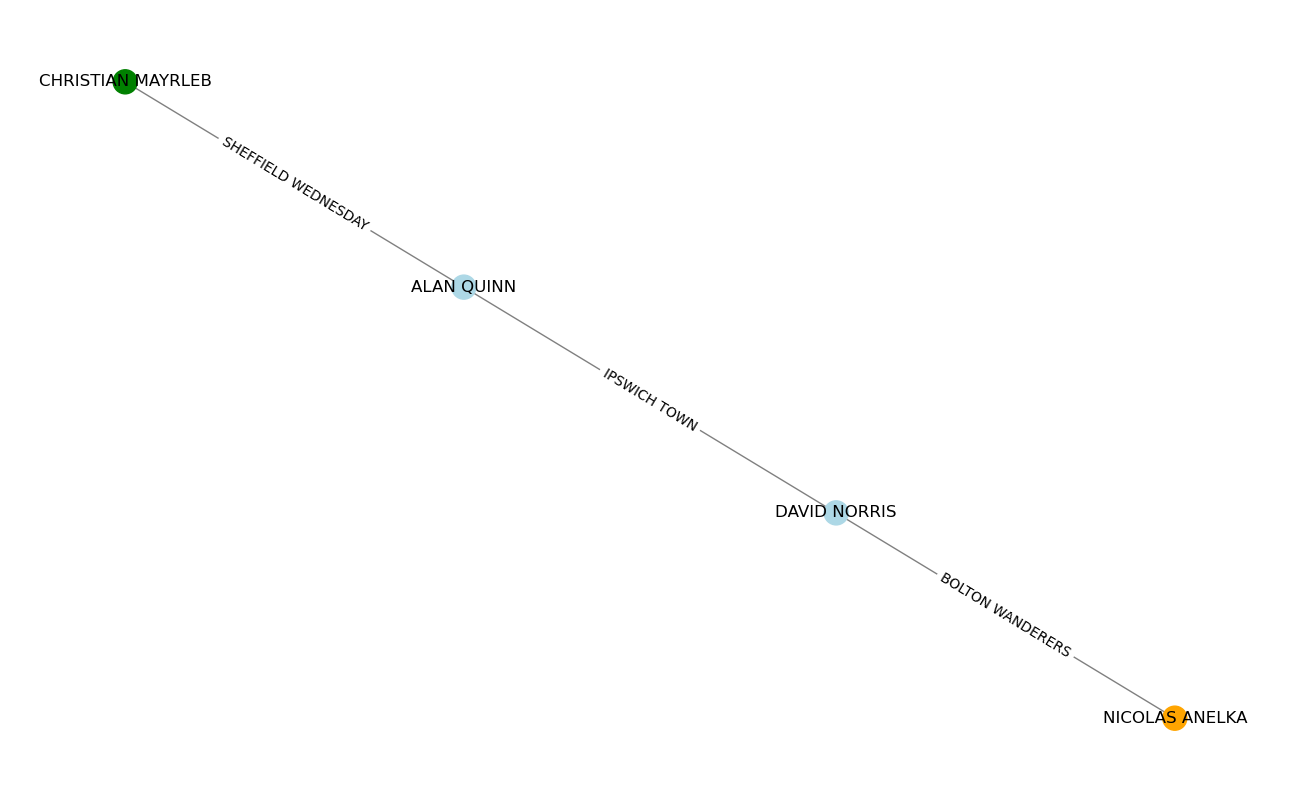 CHRISTIAN MAYRLEB
SHEFFIELD WEDNESDAY
ALAN QUINN
IPSWICH TOWN
DAVID NORRIS
BOLTON WANDERERS
NICOLAS ANELKA